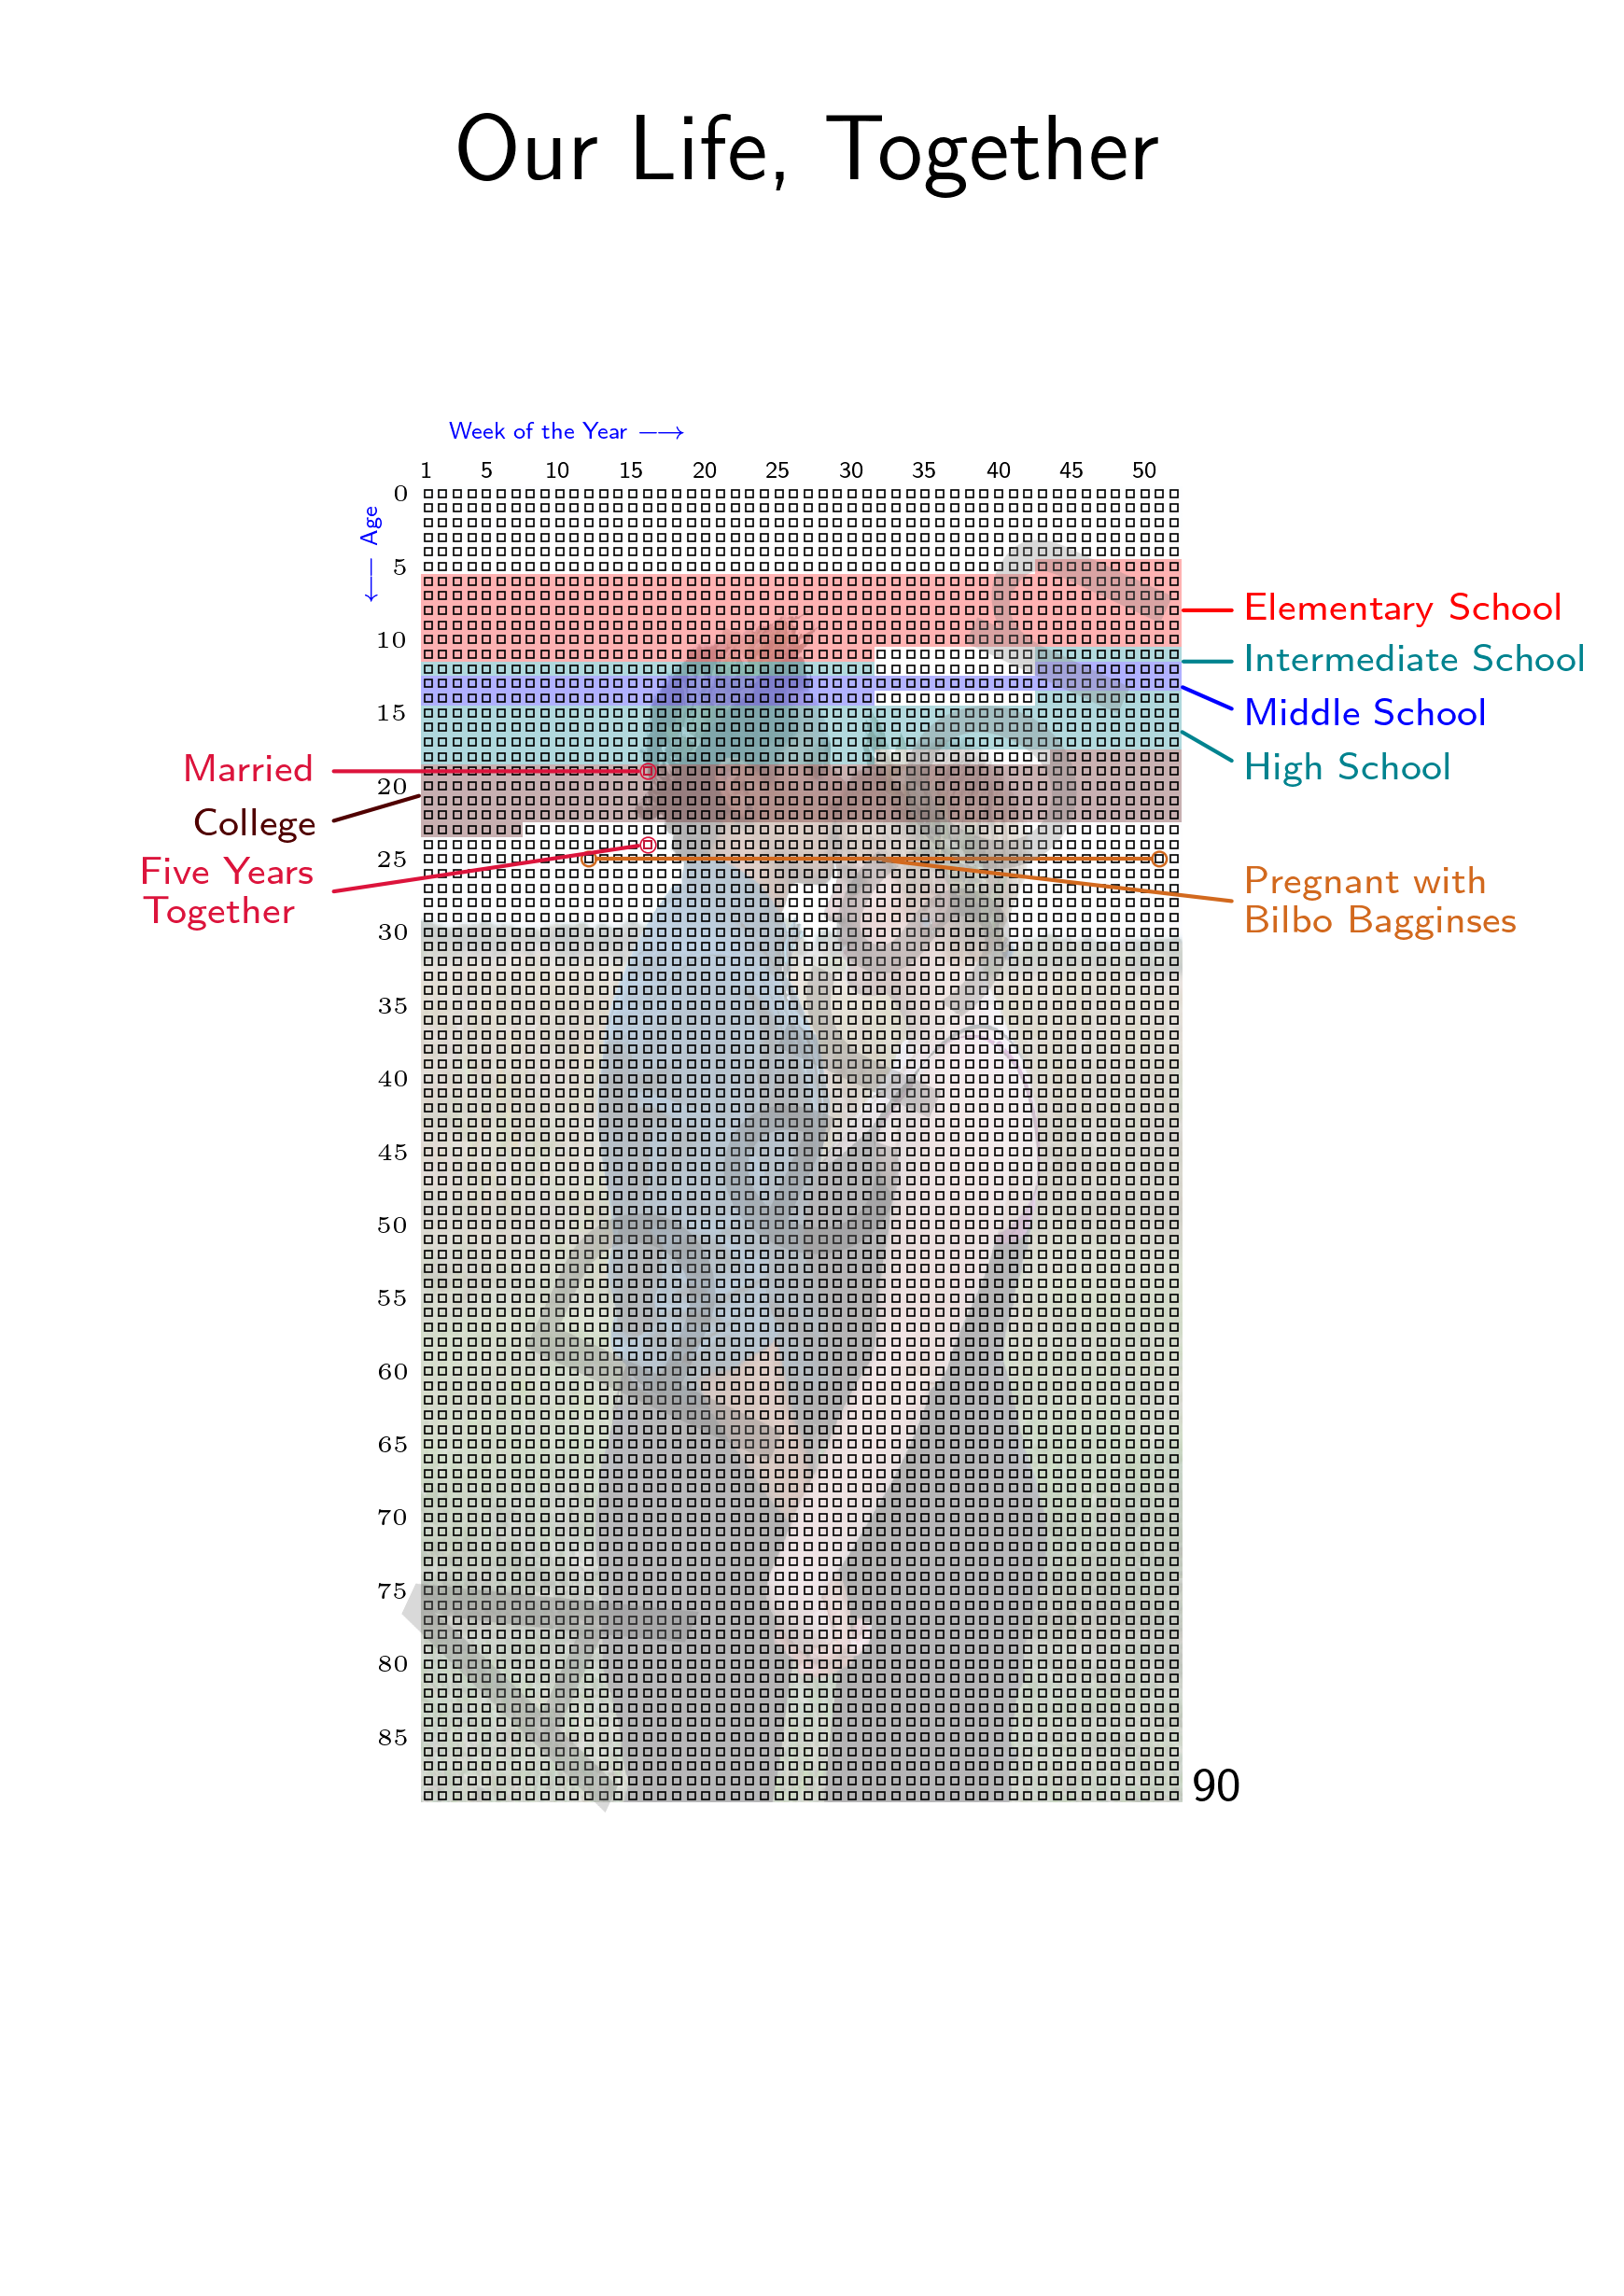 Our Life, Together
Week of the Year ⟶
1 5 10 15 20 25 30 35 40 45 50
⟵ Age
0
5
10
15
20
25
30
35
40
45
50
55
60
65
70
75
80
85
90
Married
College
Five Years
Together
Elementary School
Intermediate School
Middle School
High School
Pregnant with
Bilbo Bagginses